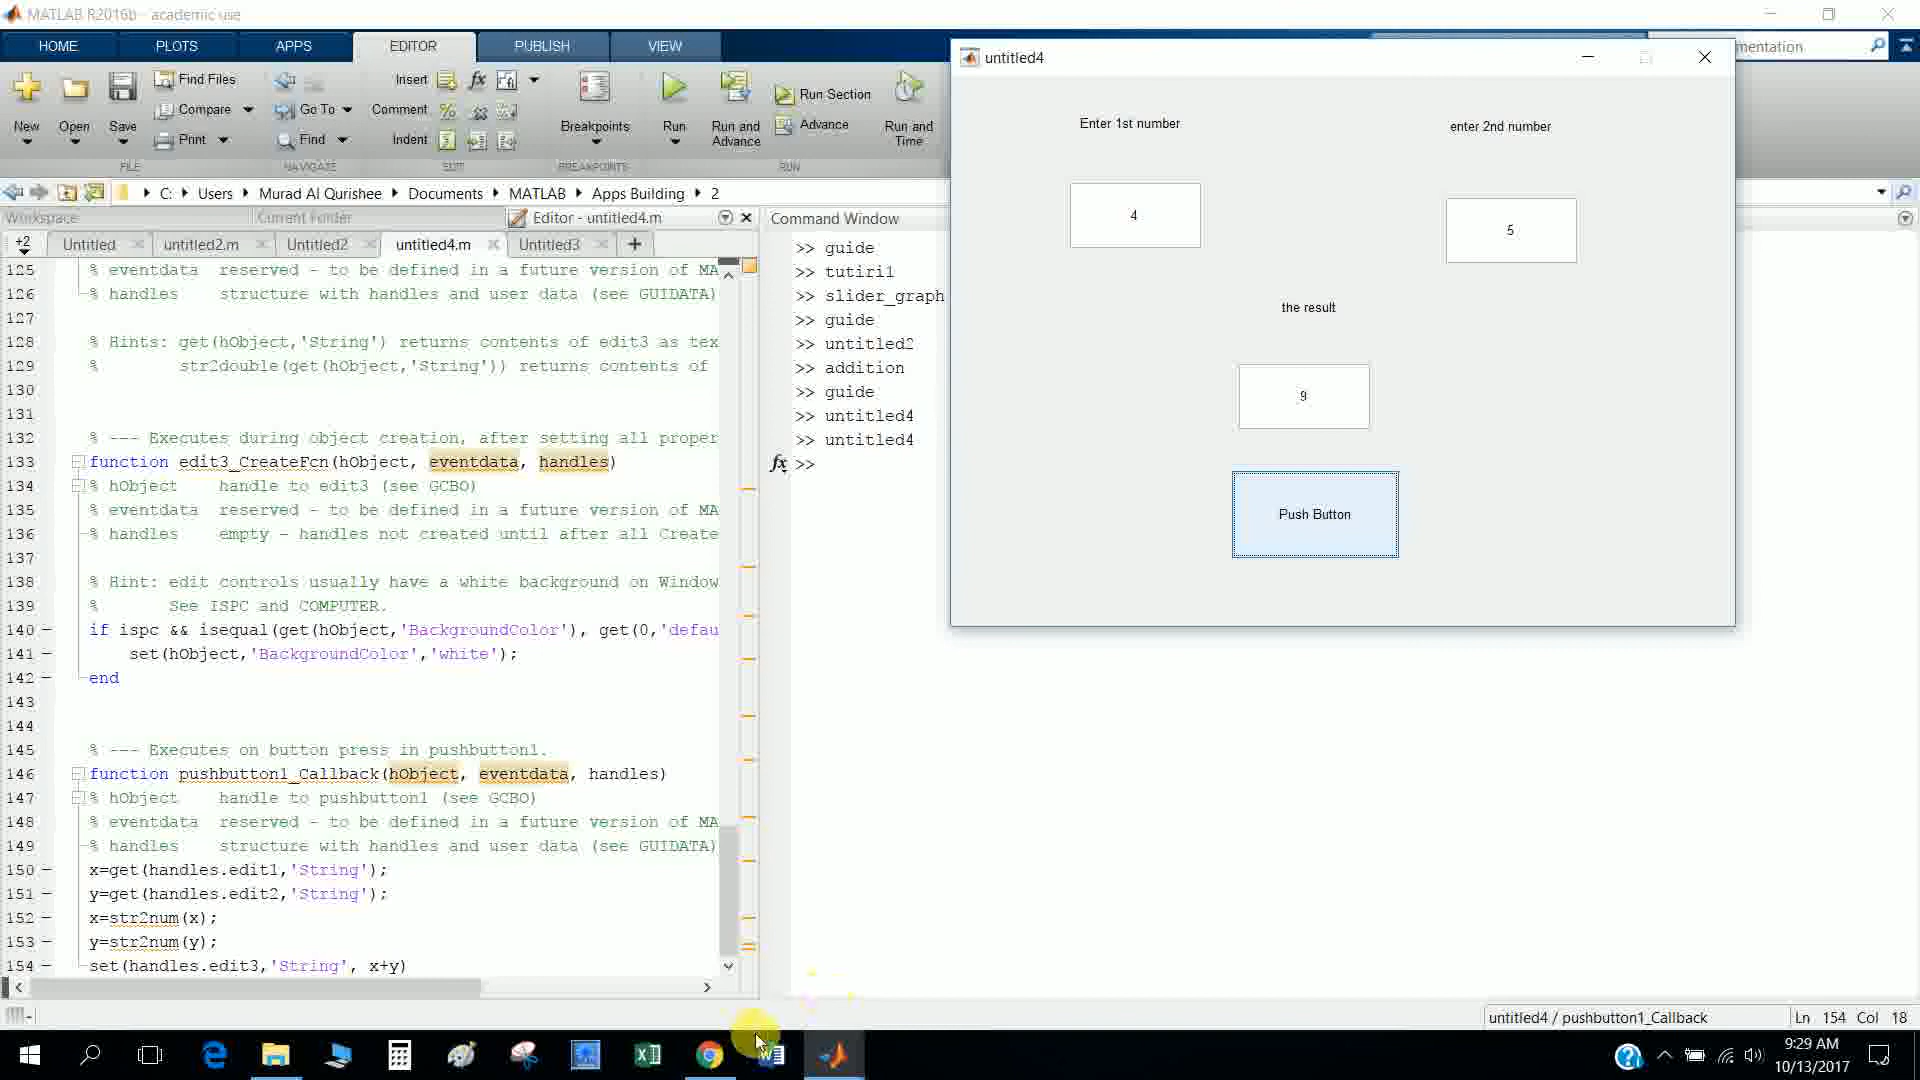 MATLAB R2016b - academic use
HOME PLOTS APPS EDITOR PUBLISH VIEW
mentation
New
Open
Save
Find Files
Compare
Print
Go To
Find
Insert
Comment
Indent
Breakpoints
Run
Run and
Advance
Run Section
Advance
Run and
Time
FILE NAVIGATE EDIT BREAKPOINTS RUN
C: Users Murad Al Qurishee Documents MATLAB Apps Building 2
Workspace Current Folder Editor - untitled4.m
+2 Untitled untitled2.m Untitled2 untitled4.m Untitled3 +
125 % eventdata reserved - to be defined in a future version of MA
126 % handles structure with handles and user data (see GUIDATA)
127
128 % Hints: get(hObject,'String') returns contents of edit3 as tex
129 % str2double(get(hObject,'String')) returns contents of
130
131
132 % --- Executes during object creation, after setting all proper
133 function edit3_CreateFcn(hObject, eventdata, handles)
134 % hObject handle to edit3 (see GCBO)
135 % eventdata reserved - to be defined in a future version of MA
136 % handles empty - handles not created until after all Create
137
138 % Hint: edit controls usually have a white background on Window
139 % See ISPC and COMPUTER.
140 if ispc && isequal(get(hObject,'BackgroundColor'), get(0,'defau
141 set(hObject,'BackgroundColor','white');
142 end
143
144
145 % --- Executes on button press in pushbutton1.
146 function pushbutton1_Callback(hObject, eventdata, handles)
147 % hObject handle to pushbutton1 (see GCBO)
148 % eventdata reserved - to be defined in a future version of MA
149 % handles structure with handles and user data (see GUIDATA)
150 x=get(handles.edit1,'String');
151 y=get(handles.edit2,'String');
152 x=str2num(x);
153 y=str2num(y);
154 set(handles.edit3,'String', x+y)
Command Window
>> guide
>> tutiri1
>> slider_graph
>> guide
>> untitled2
>> addition
>> guide
>> untitled4
>> untitled4
fx >>
untitled4
Enter 1st number
enter 2nd number
4
5
the result
9
Push Button
untitled4 / pushbutton1_Callback Ln 154 Col 18
9:29 AM
10/13/2017